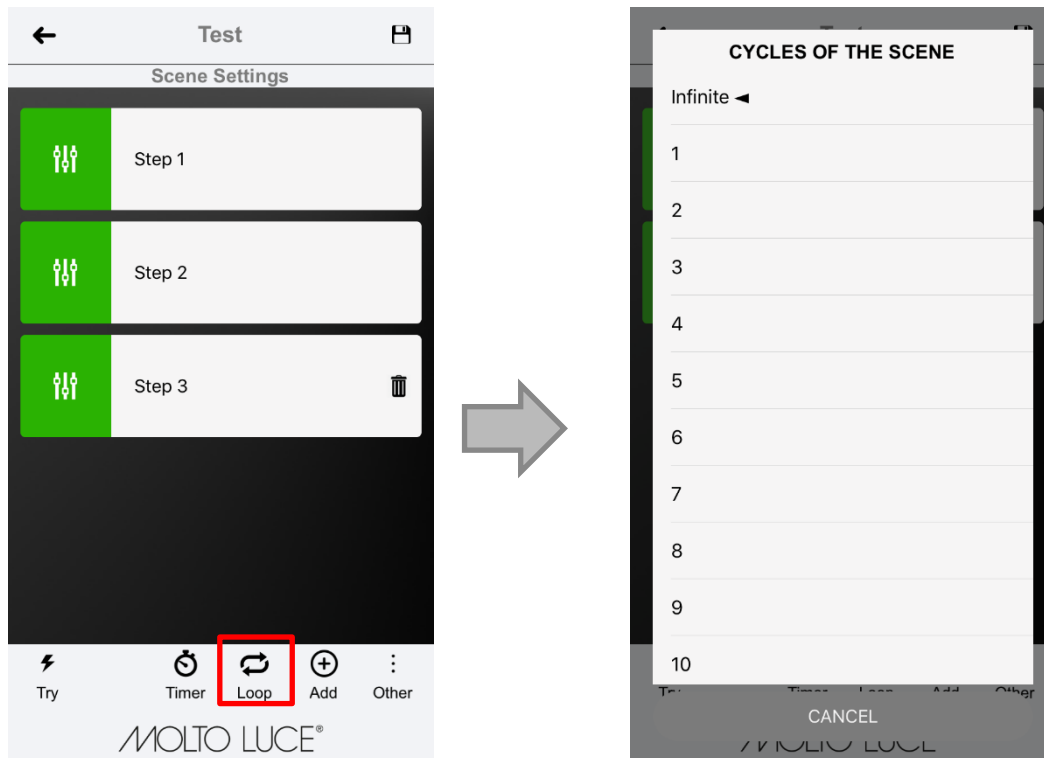 Test
Scene Settings
Step 1
Step 2
Step 3
Try
Timer
Loop
Add
Other
MOLTO LUCE®
CYCLES OF THE SCENE
Infinite ◄
1
2
3
4
5
6
7
8
9
10
CANCEL